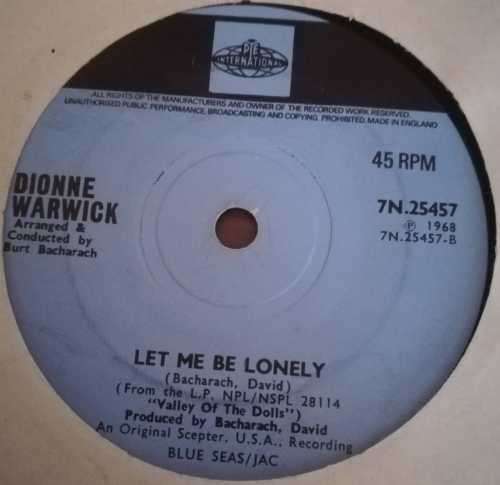 PYE
INTERNATIONAL
ALL RIGHTS OF THE MANUFACTURERS AND OWNER OF THE RECORDED WORK RESERVED.
UNAUTHORISED PUBLIC PERFORMANCE, BROADCASTING AND COPYING PROHIBITED. MADE IN ENGLAND
45 RPM
DIONNE
WARWICK
Arranged &
Conducted by
Burt Bacharach
7N.25457
Ⓟ 1968
7N.25457-B
LET ME BE LONELY
(Bacharach, David)
(From the L.P. NPL/NSPL 28114
"Valley Of The Dolls")
Produced by Bacharach, David
An Original Scepter, U.S.A., Recording
BLUE SEAS/JAC